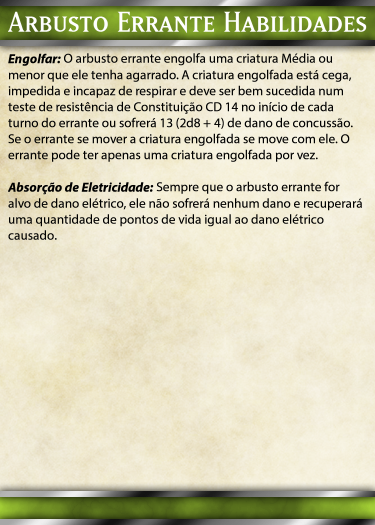 Arbusto Errante Habilidades
Engolfar: O arbusto errante engolfa uma criatura Média ou
menor que ele tenha agarrado. A criatura engolfada está cega,
impedida e incapaz de respirar e deve ser bem sucedida num
teste de resistência de Constituição CD 14 no início de cada
turno do errante ou sofrerá 13 (2d8 + 4) de dano de concussão.
Se o errante se mover a criatura engolfada se move com ele. O
errante pode ter apenas uma criatura engolfada por vez.
Absorção de Eletricidade: Sempre que o arbusto errante for
alvo de dano elétrico, ele não sofrerá nenhum dano e recuperará
uma quantidade de pontos de vida igual ao dano elétrico
causado.